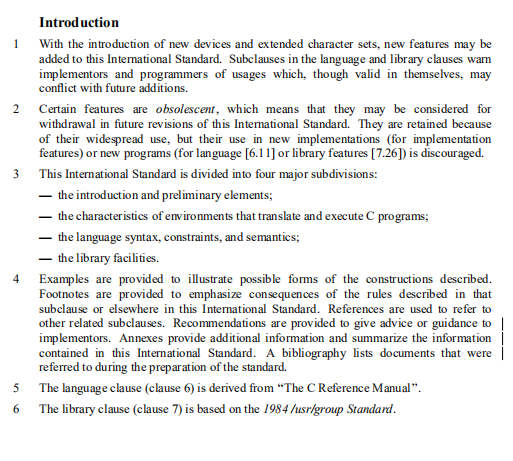 Introduction
1 With the introduction of new devices and extended character sets, new features may be
added to this International Standard. Subclauses in the language and library clauses warn
implementors and programmers of usages which, though valid in themselves, may
conflict with future additions.
2 Certain features are obsolescent, which means that they may be considered for
withdrawal in future revisions of this International Standard. They are retained because
of their widespread use, but their use in new implementations (for implementation
features) or new programs (for language [6.11] or library features [7.26]) is discouraged.
3 This International Standard is divided into four major subdivisions:
— the introduction and preliminary elements;
— the characteristics of environments that translate and execute C programs;
— the language syntax, constraints, and semantics;
— the library facilities.
4 Examples are provided to illustrate possible forms of the constructions described.
Footnotes are provided to emphasize consequences of the rules described in that
subclause or elsewhere in this International Standard. References are used to refer to
other related subclauses. Recommendations are provided to give advice or guidance to
implementors. Annexes provide additional information and summarize the information
contained in this International Standard. A bibliography lists documents that were
referred to during the preparation of the standard.
5 The language clause (clause 6) is derived from “The C Reference Manual”.
6 The library clause (clause 7) is based on the 1984 /usr/group Standard.